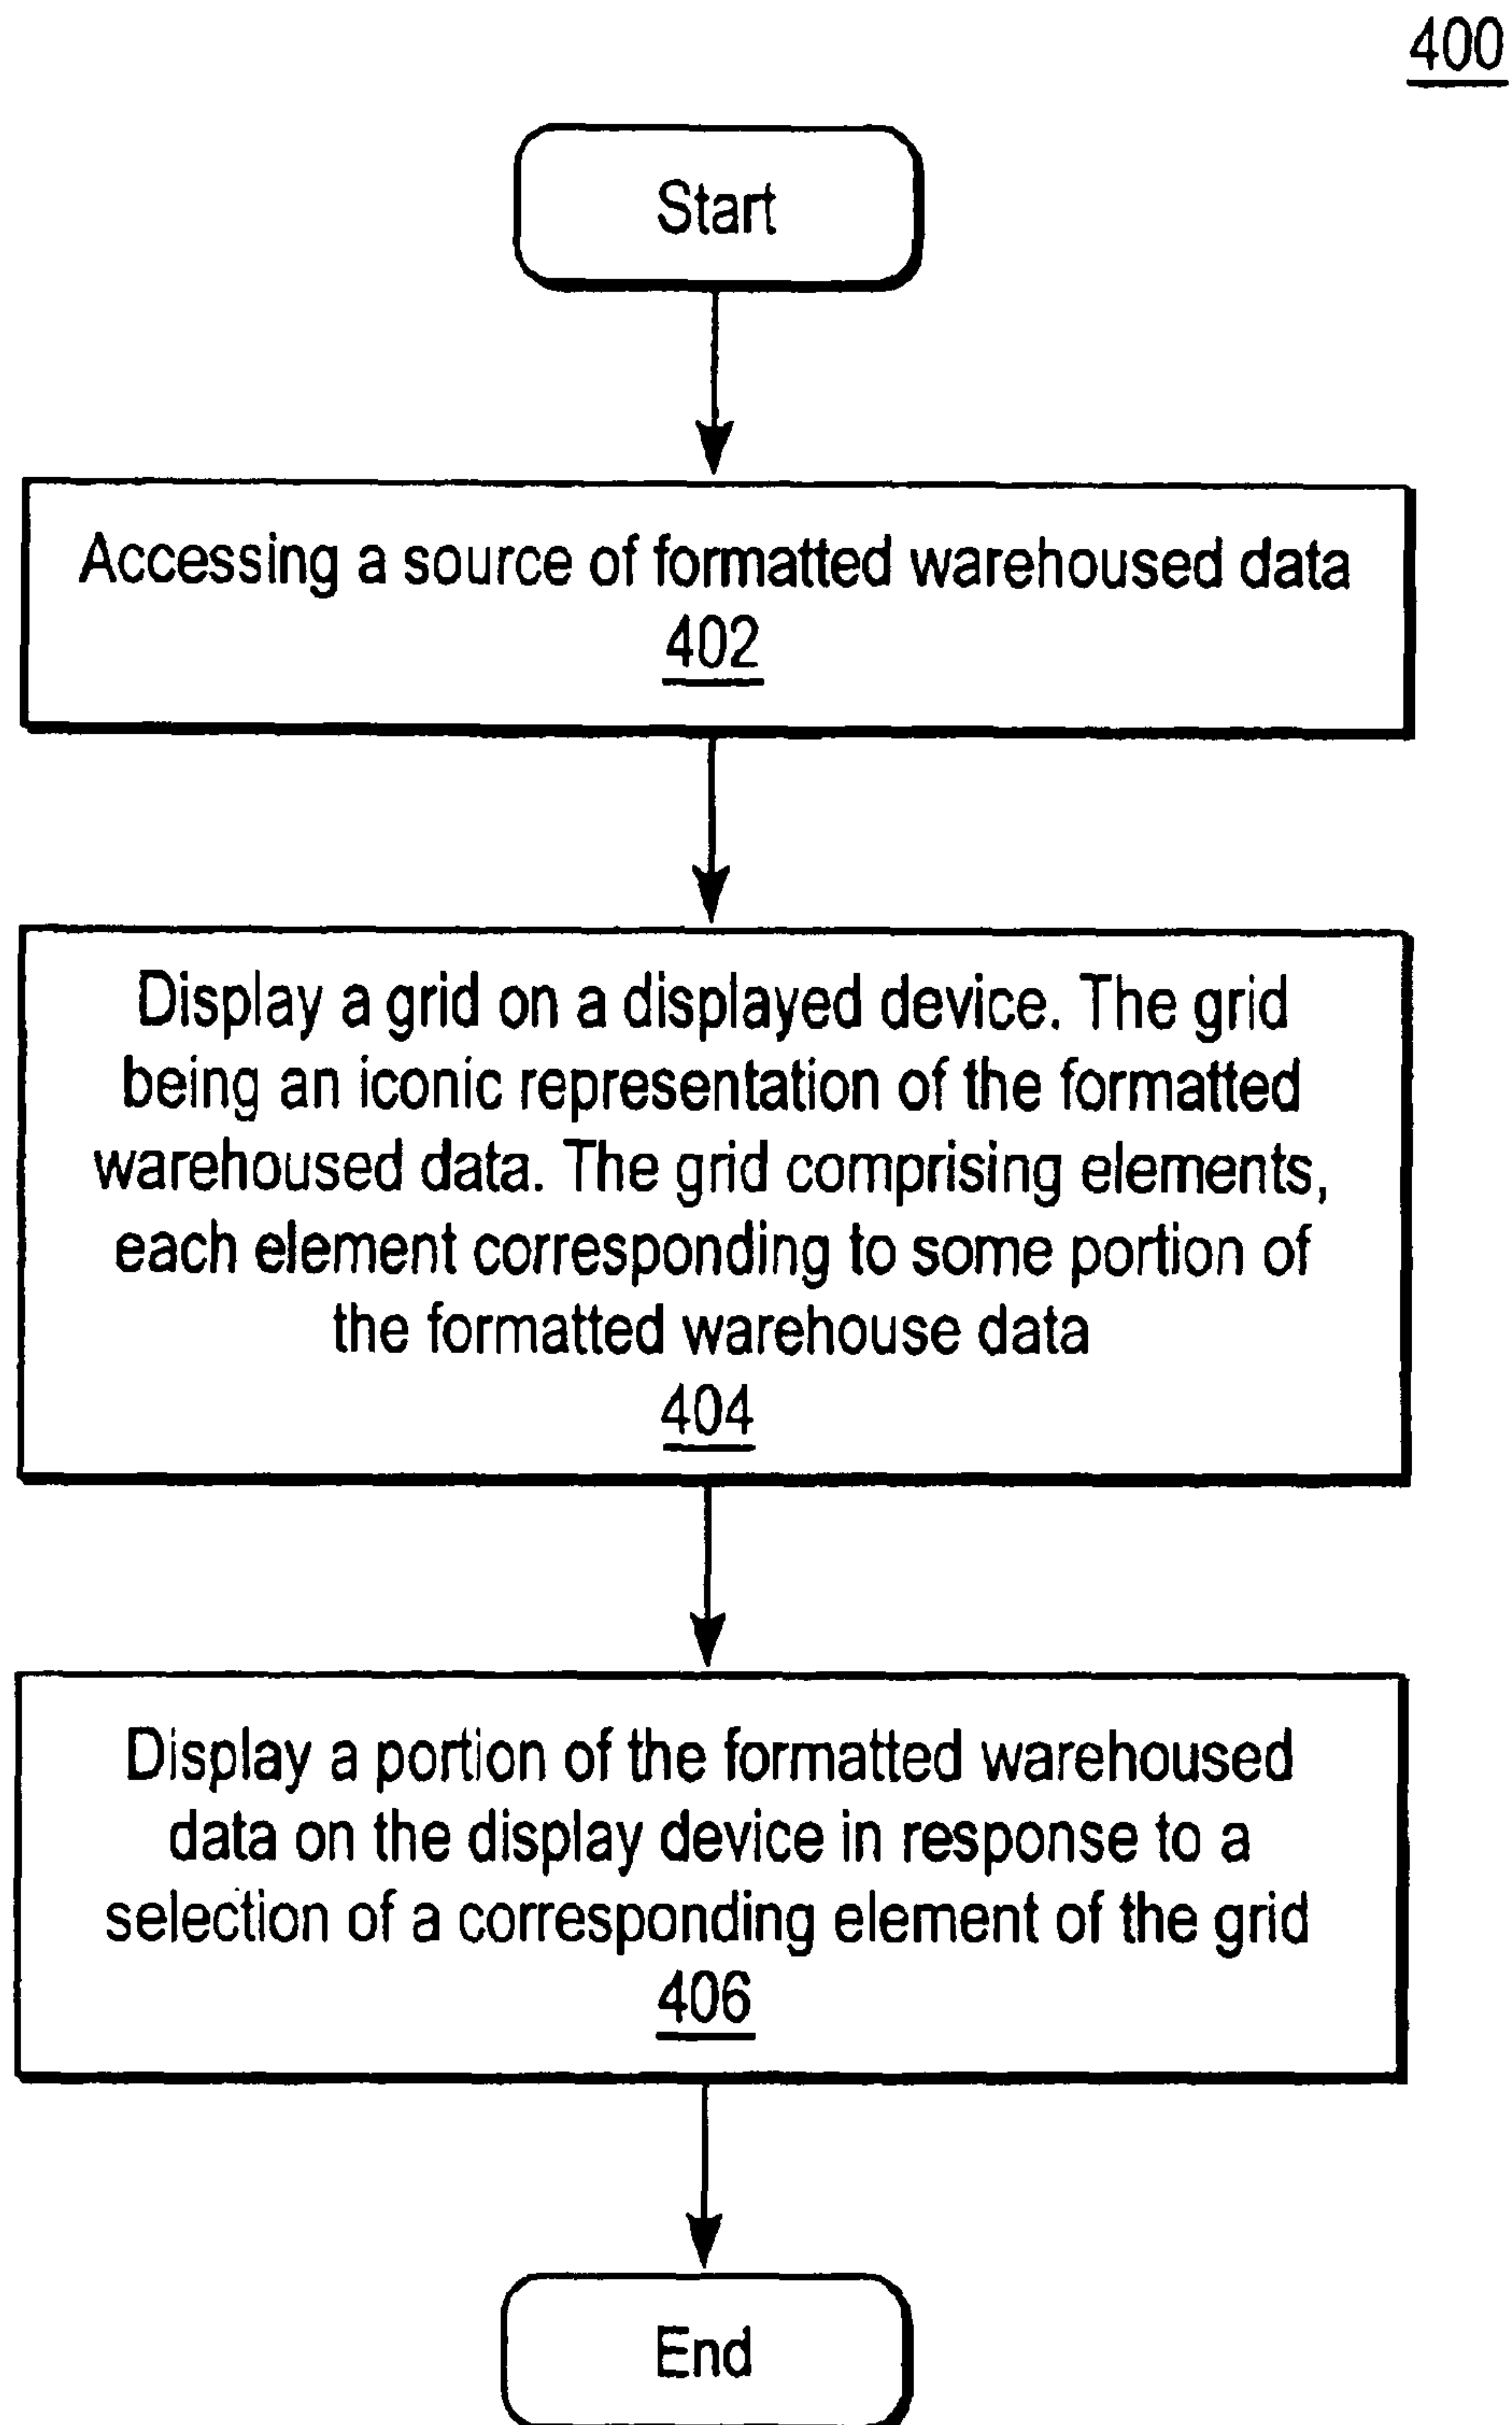 400
Start
Accessing a source of formatted warehoused data
402
Display a grid on a displayed device. The grid
being an iconic representation of the formatted
warehoused data. The grid comprising elements,
each element corresponding to some portion of
the formatted warehouse data
404
Display a portion of the formatted warehoused
data on the display device in response to a
selection of a corresponding element of the grid
406
End